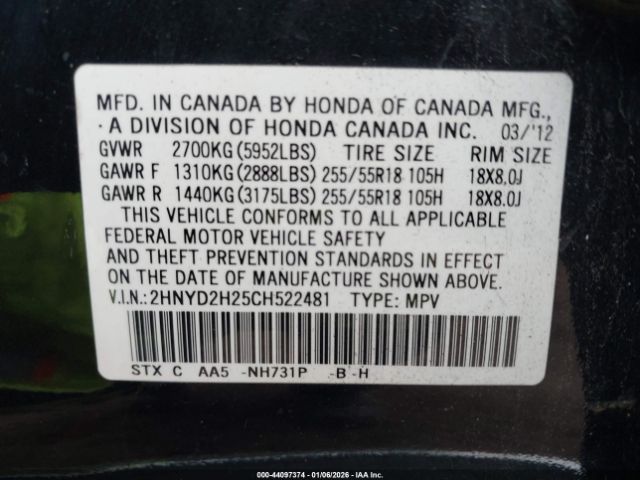 MFD. IN CANADA BY HONDA OF CANADA MFG.,
A DIVISION OF HONDA CANADA INC. 03/'12
GVWR 2700KG(5952LBS) TIRE SIZE RIM SIZE
GAWR F 1310KG(2888LBS) 255/55R18 105H 18X8.0J
GAWR R 1440KG(3175LBS) 255/55R18 105H 18X8.0J
THIS VEHICLE CONFORMS TO ALL APPLICABLE
FEDERAL MOTOR VEHICLE SAFETY
AND THEFT PREVENTION STANDARDS IN EFFECT
ON THE DATE OF MANUFACTURE SHOWN ABOVE.
V.I.N.:2HNYD2H25CH522481 TYPE: MPV
STX C AA5 -NH731P -B -H
000-44097374 | 01/06/2026 - IAA Inc.